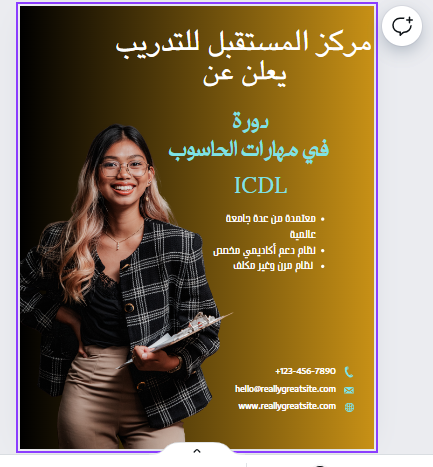 مركز المستقبل للتدريب
يعلن عن
دورة
في مهارات الحاسوب
ICDL
• معتمدة من عدة جامعة
عالمية
• نظام دعم أكاديمي مخصص
• نظام مرن وغير مكلف
+123-456-7890
hello@reallygreatsite.com
www.reallygreatsite.com